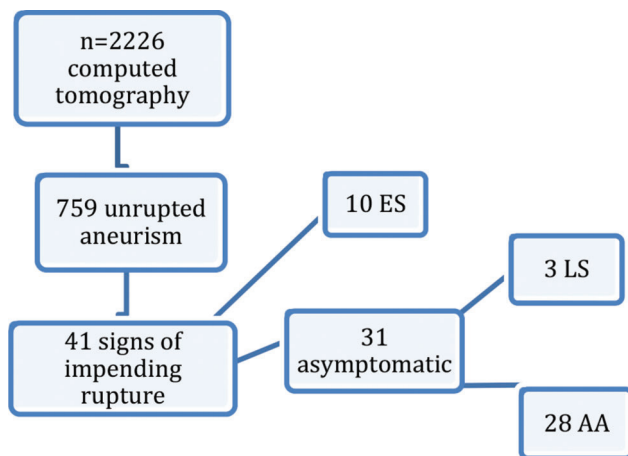 n=2226
computed
tomography
759 unrupted
aneurism
10 ES
3 LS
41 signs of
impending
rupture
31
asymptomatic
28 AA